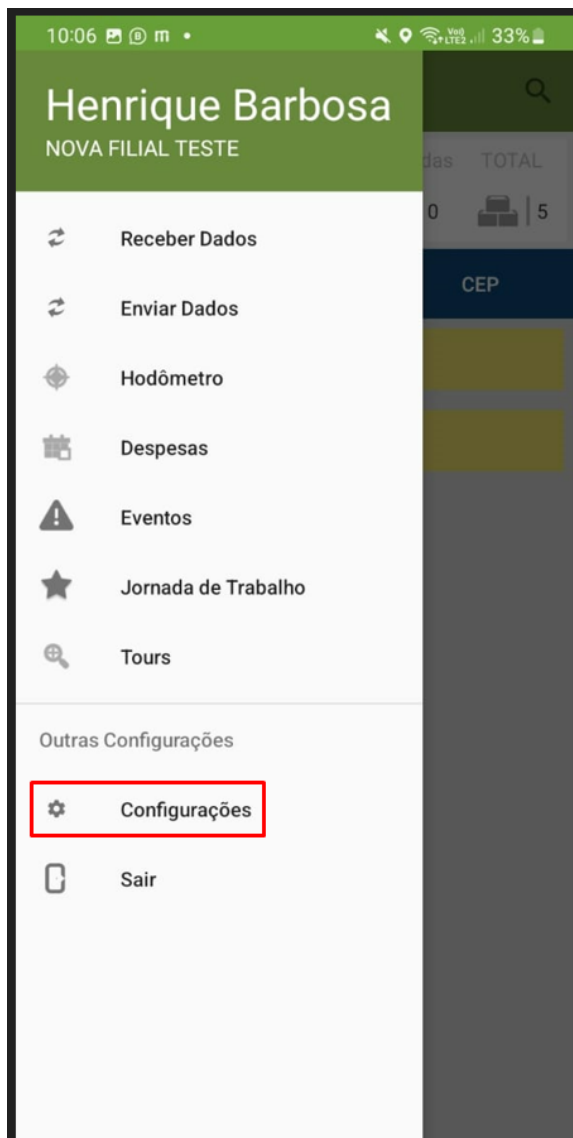 10:06 m 33%
Henrique Barbosa
NOVA FILIAL TESTE
das TOTAL
0 5
CEP
Receber Dados
Enviar Dados
Hodômetro
Despesas
Eventos
Jornada de Trabalho
Tours
Outras Configurações
Configurações
Sair